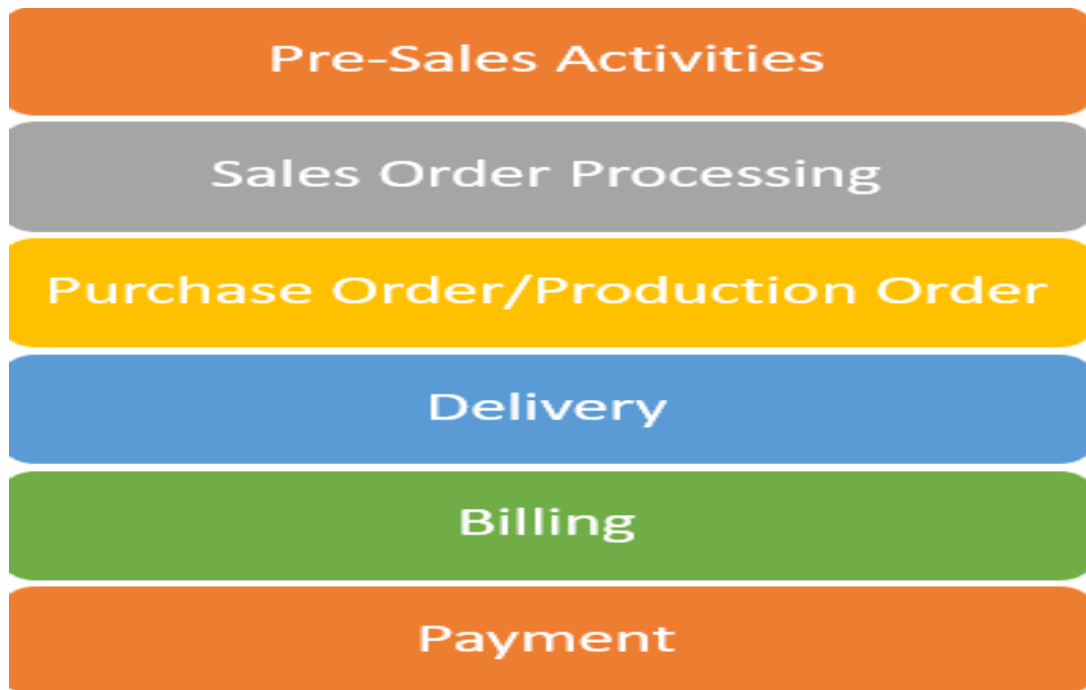 Pre-Sales Activities
Sales Order Processing
Purchase Order/Production Order
Delivery
Billing
Payment